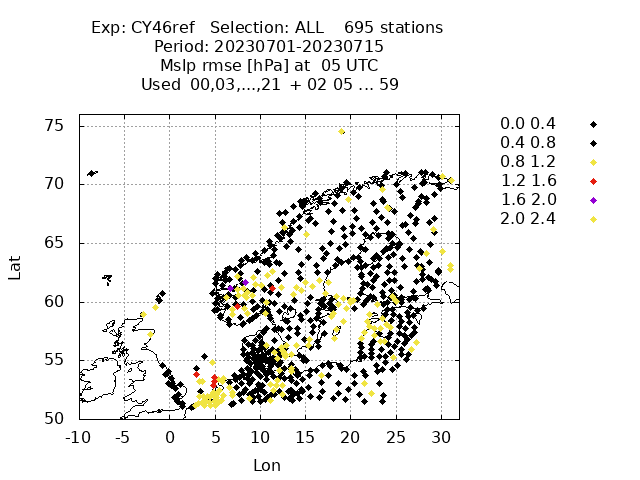 Exp: CY46ref   Selection: ALL    695 stations
Period: 20230701-20230715
Mslp rmse [hPa] at  05 UTC
Used  00,03,...,21  + 02 05 ... 59
0.0 0.4
0.4 0.8
0.8 1.2
1.2 1.6
1.6 2.0
2.0 2.4
75
70
65
60
55
50
Lat
-10 -5 0 5 10 15 20 25 30
Lon